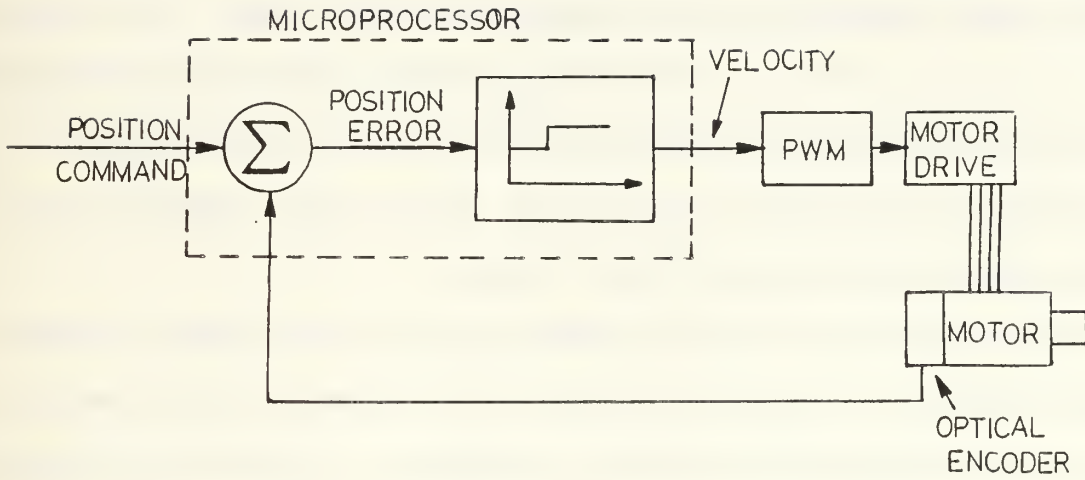 MICROPROCESSOR
POSITION
COMMAND
Σ
POSITION
ERROR
VELOCITY
PWM
MOTOR
DRIVE
MOTOR
OPTICAL
ENCODER